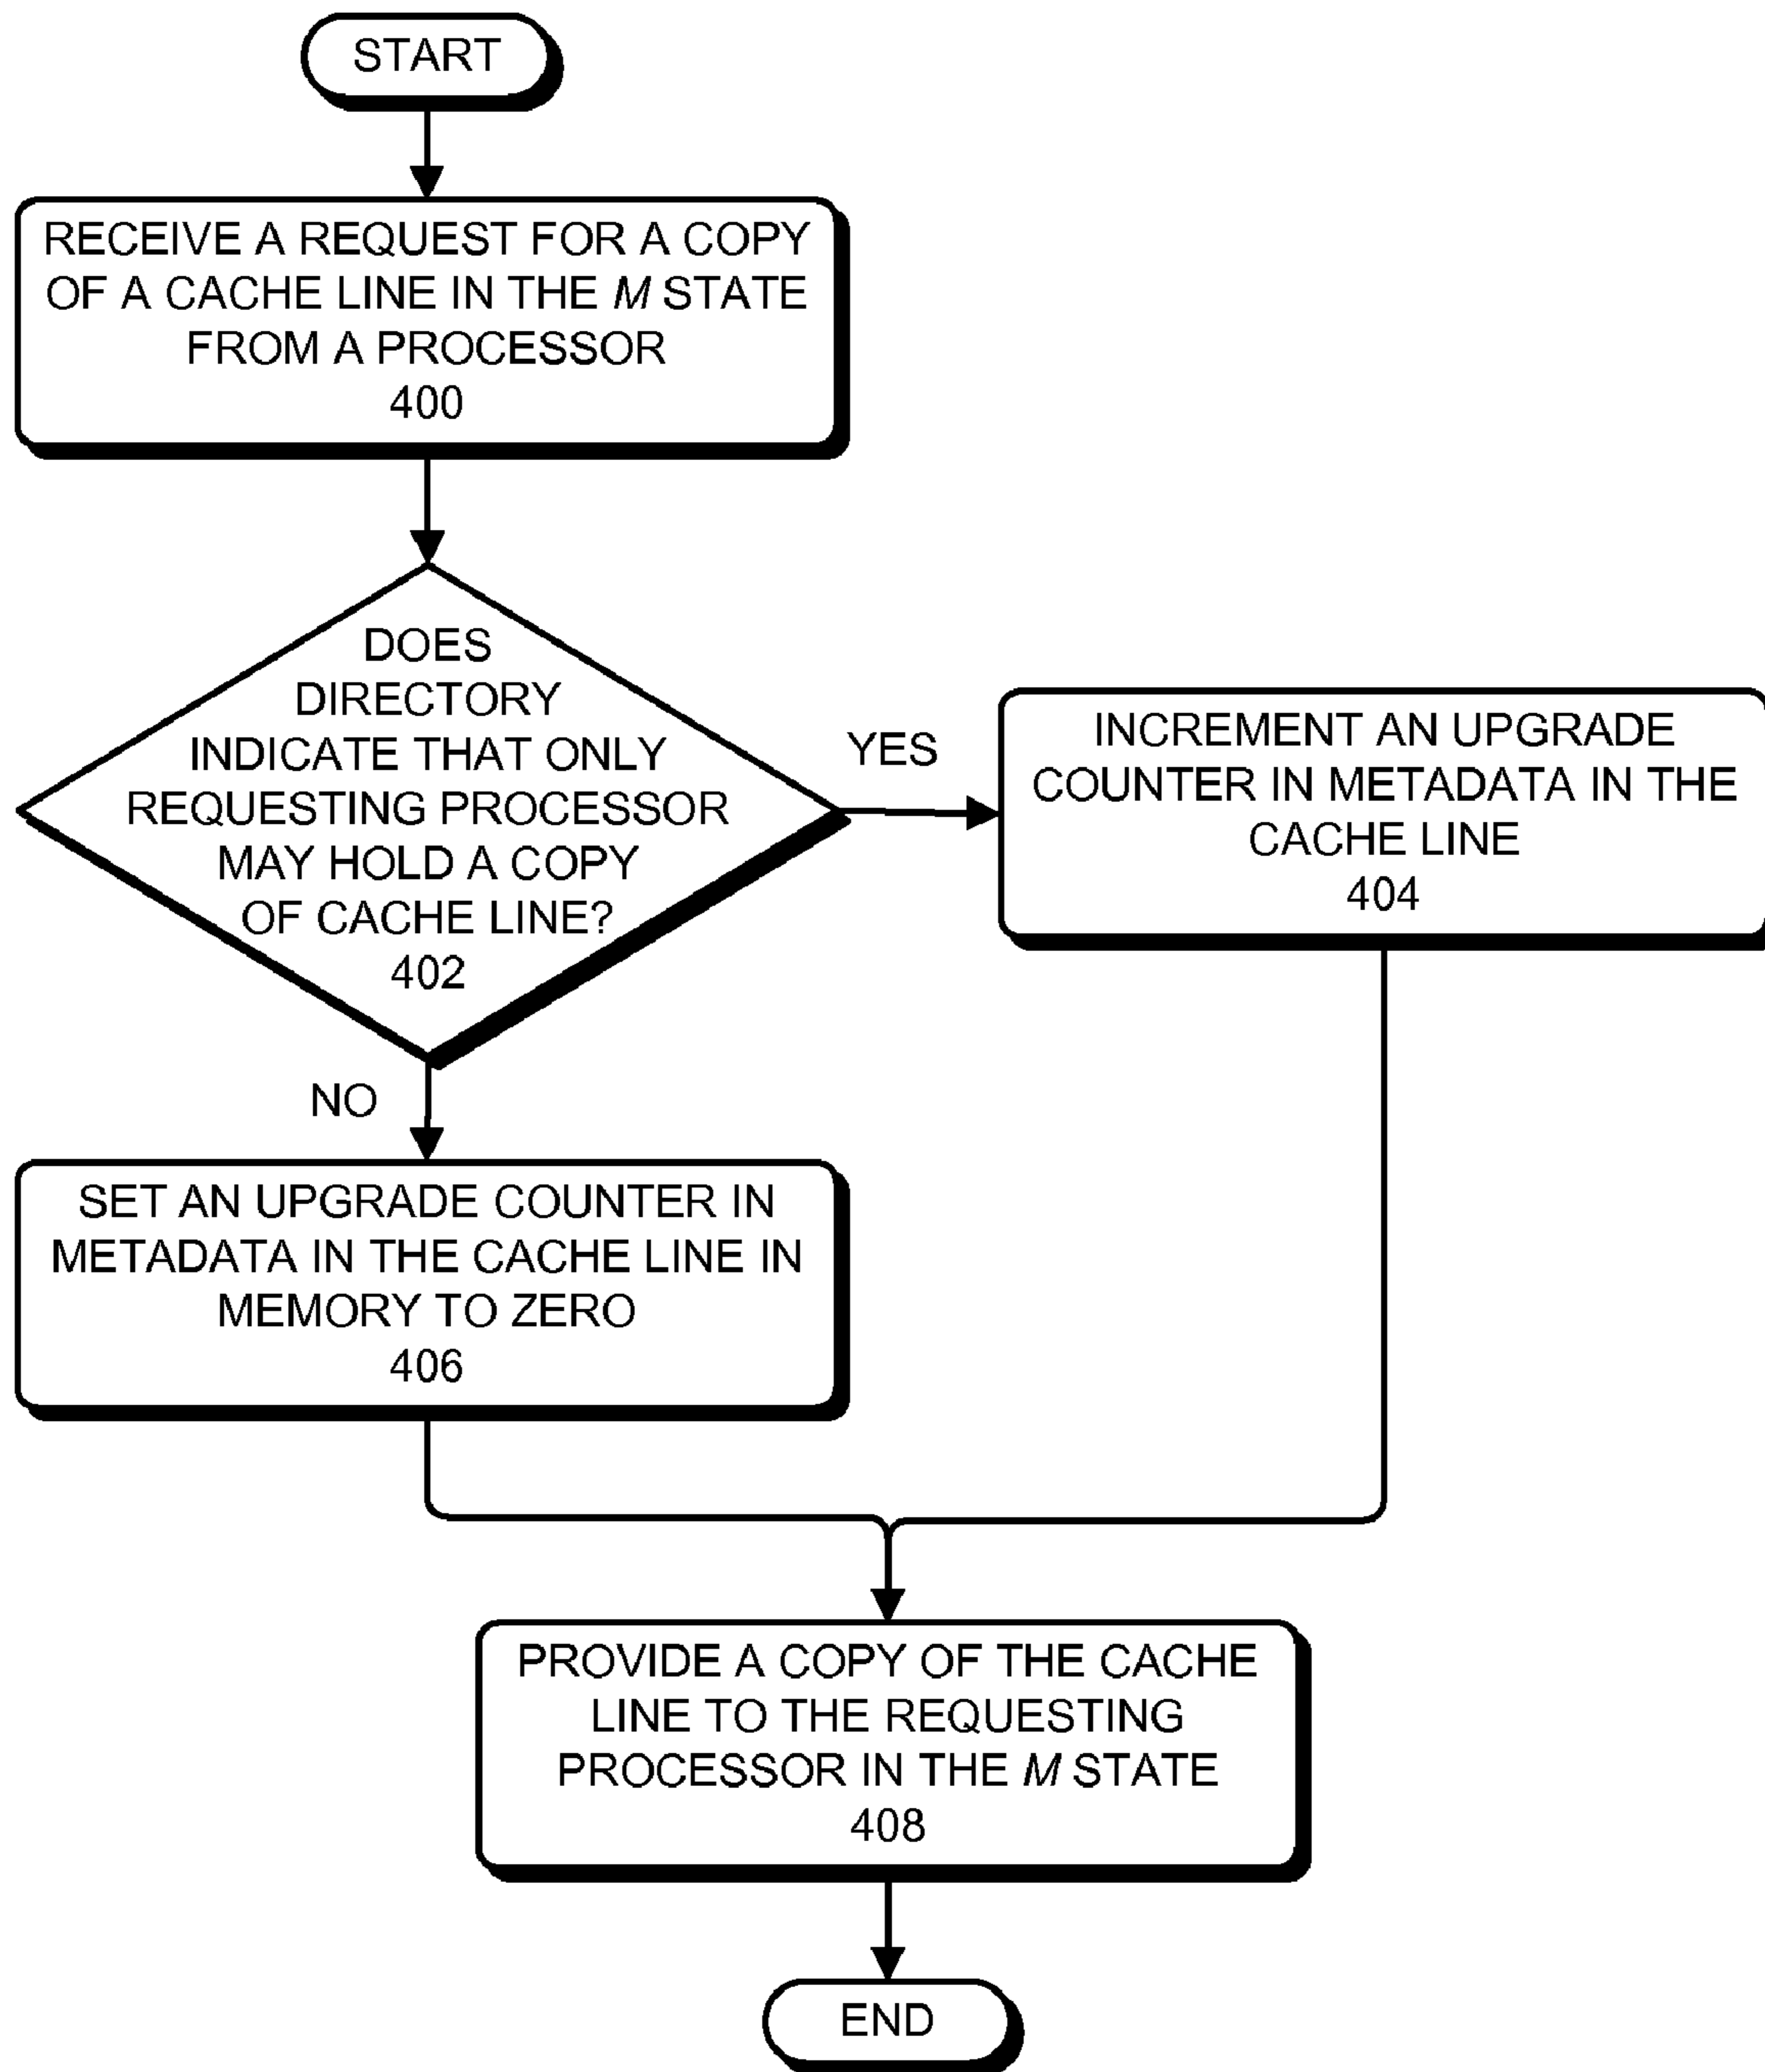 START
RECEIVE A REQUEST FOR A COPY
OF A CACHE LINE IN THE M STATE
FROM A PROCESSOR
400
DOES
DIRECTORY
INDICATE THAT ONLY
REQUESTING PROCESSOR
MAY HOLD A COPY
OF CACHE LINE?
402
YES
INCREMENT AN UPGRADE
COUNTER IN METADATA IN THE
CACHE LINE
404
NO
SET AN UPGRADE COUNTER IN
METADATA IN THE CACHE LINE IN
MEMORY TO ZERO
406
PROVIDE A COPY OF THE CACHE
LINE TO THE REQUESTING
PROCESSOR IN THE M STATE
408
END